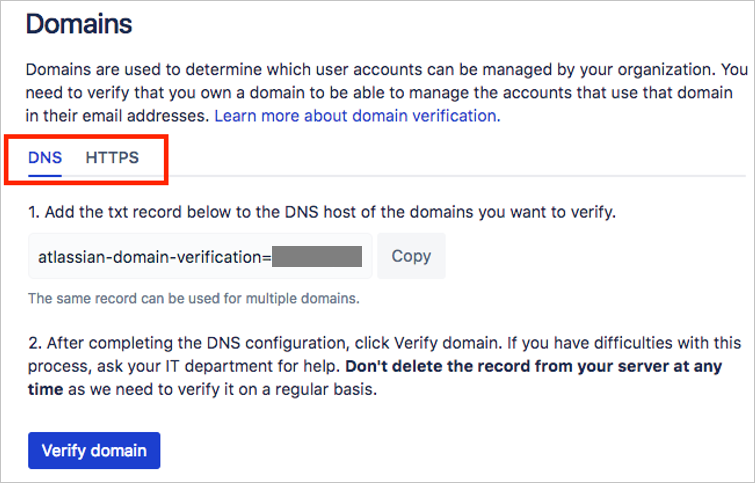 Domains
Domains are used to determine which user accounts can be managed by your organization. You
need to verify that you own a domain to be able to manage the accounts that use that domain
in their email addresses. Learn more about domain verification.
DNS HTTPS
1. Add the txt record below to the DNS host of the domains you want to verify.
atlassian-domain-verification= Copy
The same record can be used for multiple domains.
2. After completing the DNS configuration, click Verify domain. If you have difficulties with this
process, ask your IT department for help. Don't delete the record from your server at any
time as we need to verify it on a regular basis.
Verify domain